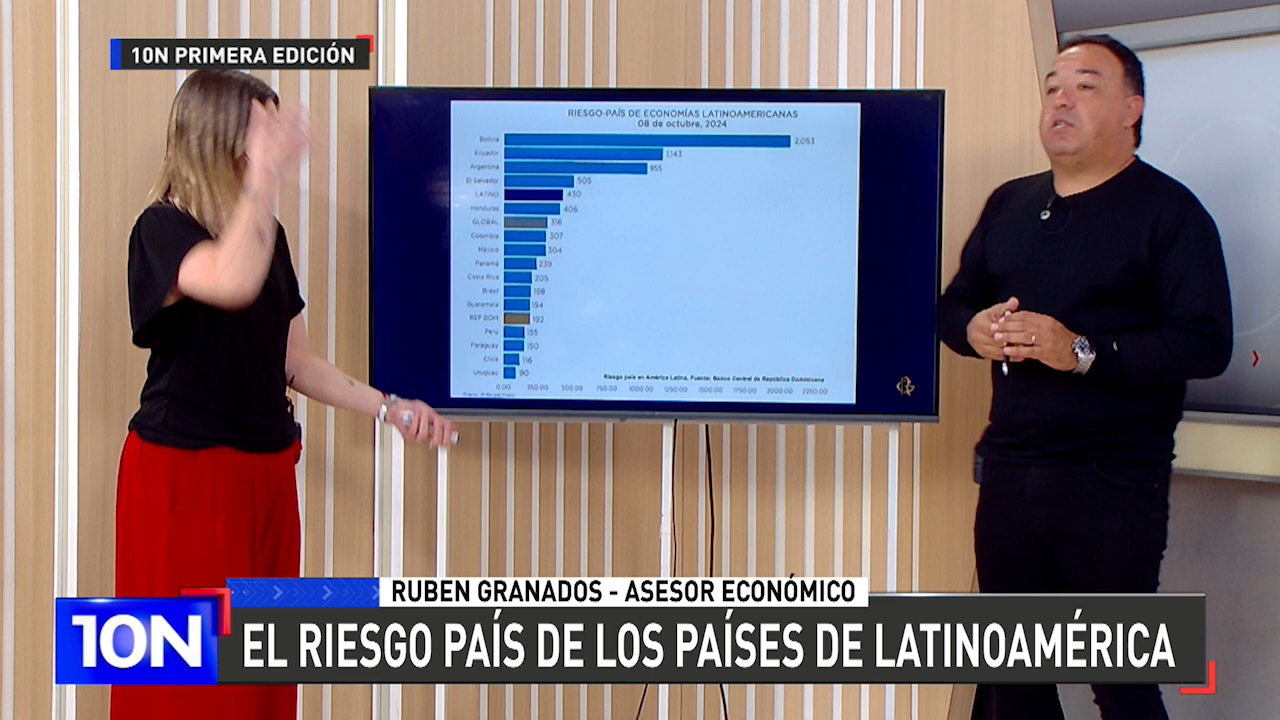 10N PRIMERA EDICIÓN
RIESGO-PAÍS DE ECONOMÍAS LATINOAMERICANAS
08 de octubre, 2024
Bolivia 2,053
Ecuador 1,143
Argentina 955
El Salvador 505
LATINO 430
Honduras 406
GLOBAL 316
Colombia 307
México 304
Panamá 239
Costa Rica 205
Brasil 198
Guatemala 194
REP DOM 192
Perú 155
Paraguay 150
Chile 116
Uruguay 90
Riesgo país en América Latina, Fuente: Banco Central de República Dominicana
0.00 250.00 500.00 750.00 1000.00 1250.00 1500.00 1750.00 2000.00 2250.00
RUBEN GRANADOS - ASESOR ECONÓMICO
10N
EL RIESGO PAÍS DE LOS PAÍSES DE LATINOAMÉRICA